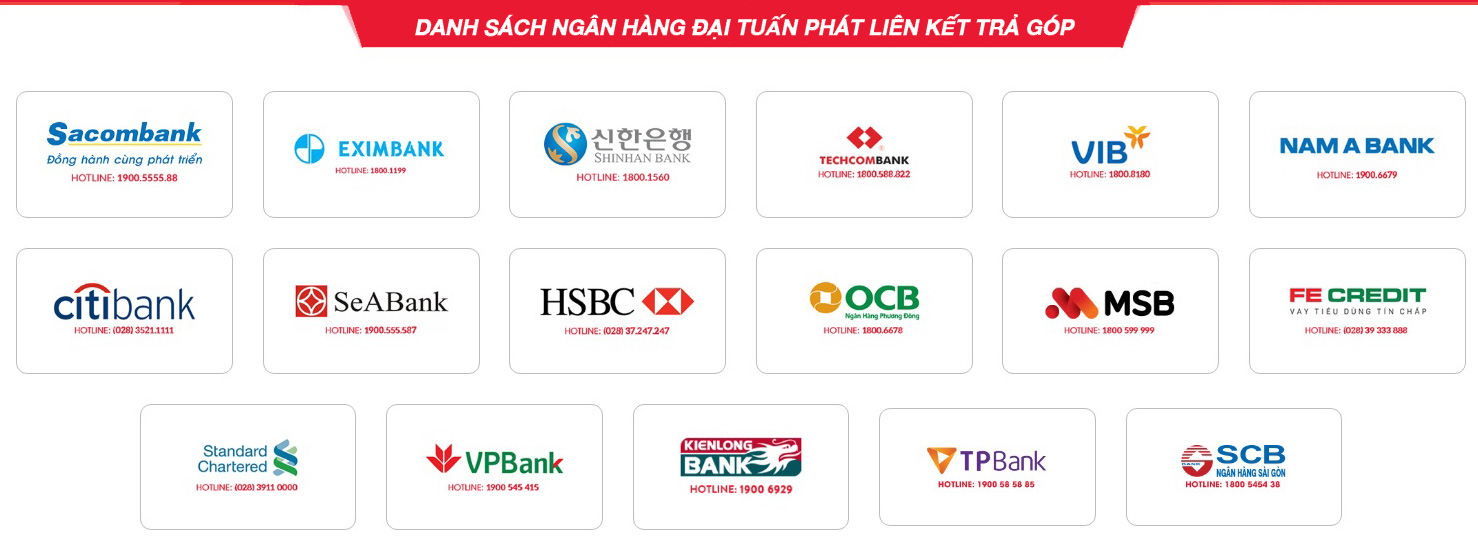 DANH SÁCH NGÂN HÀNG ĐẠI TUẤN PHÁT LIÊN KẾT TRẢ GÓP
Sacombank
Đồng hành cùng phát triển
HOTLINE: 1900.5555.88
EXIMBANK
HOTLINE: 1800.1199
신한은행
SHINHAN BANK
HOTLINE: 1800.1560
TECHCOMBANK
HOTLINE: 1800.588.822
VIB
HOTLINE: 1800.8180
NAM A BANK
HOTLINE: 1900.6679
citibank
HOTLINE: (028) 3521.1111
SeABank
HOTLINE: 1900.555.587
HSBC
HOTLINE: (028) 37.247.247
OCB
Ngân Hàng Phương Đông
HOTLINE: 1800.6678
MSB
HOTLINE: 1800 599 999
FE CREDIT
VAY TIÊU DÙNG TÍN CHẤP
HOTLINE: (028) 39 333 888
Standard
Chartered
HOTLINE: (028) 3911 0000
VPBank
HOTLINE: 1900 545 415
KIENLONG
BANK
HOTLINE: 1900 6929
TPBank
HOTLINE: 1900 58 58 85
SCB
NGÂN HÀNG SÀI GÒN
HOTLINE: 1800 5454 38